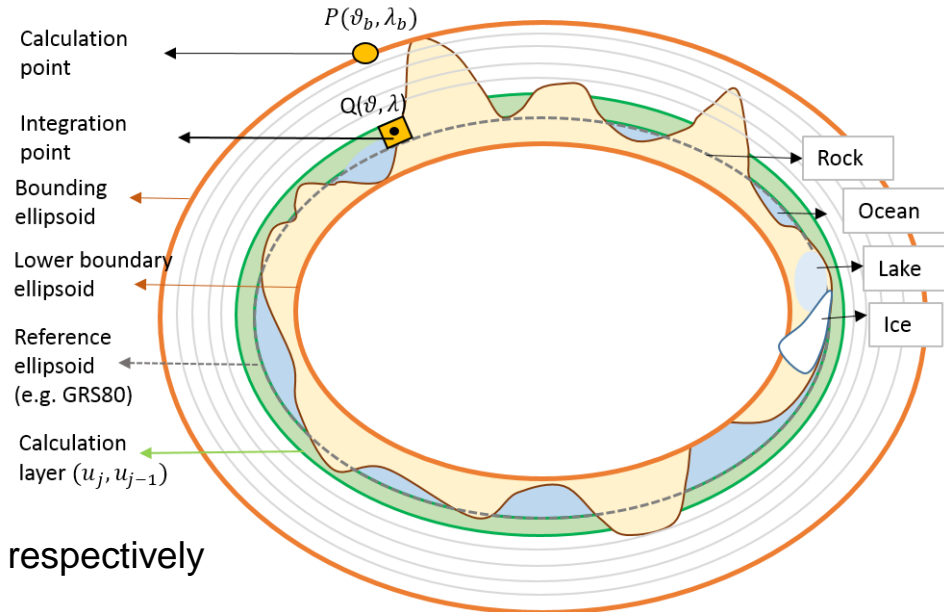 P(ϑ_b, λ_b)
Calculation
point
Q(ϑ, λ)
Integration
point
Bounding
ellipsoid
Lower boundary
ellipsoid
Reference
ellipsoid
(e.g. GRS80)
Calculation
layer (u_j, u_{j−1})
Rock
Ocean
Lake
Ice
respectively